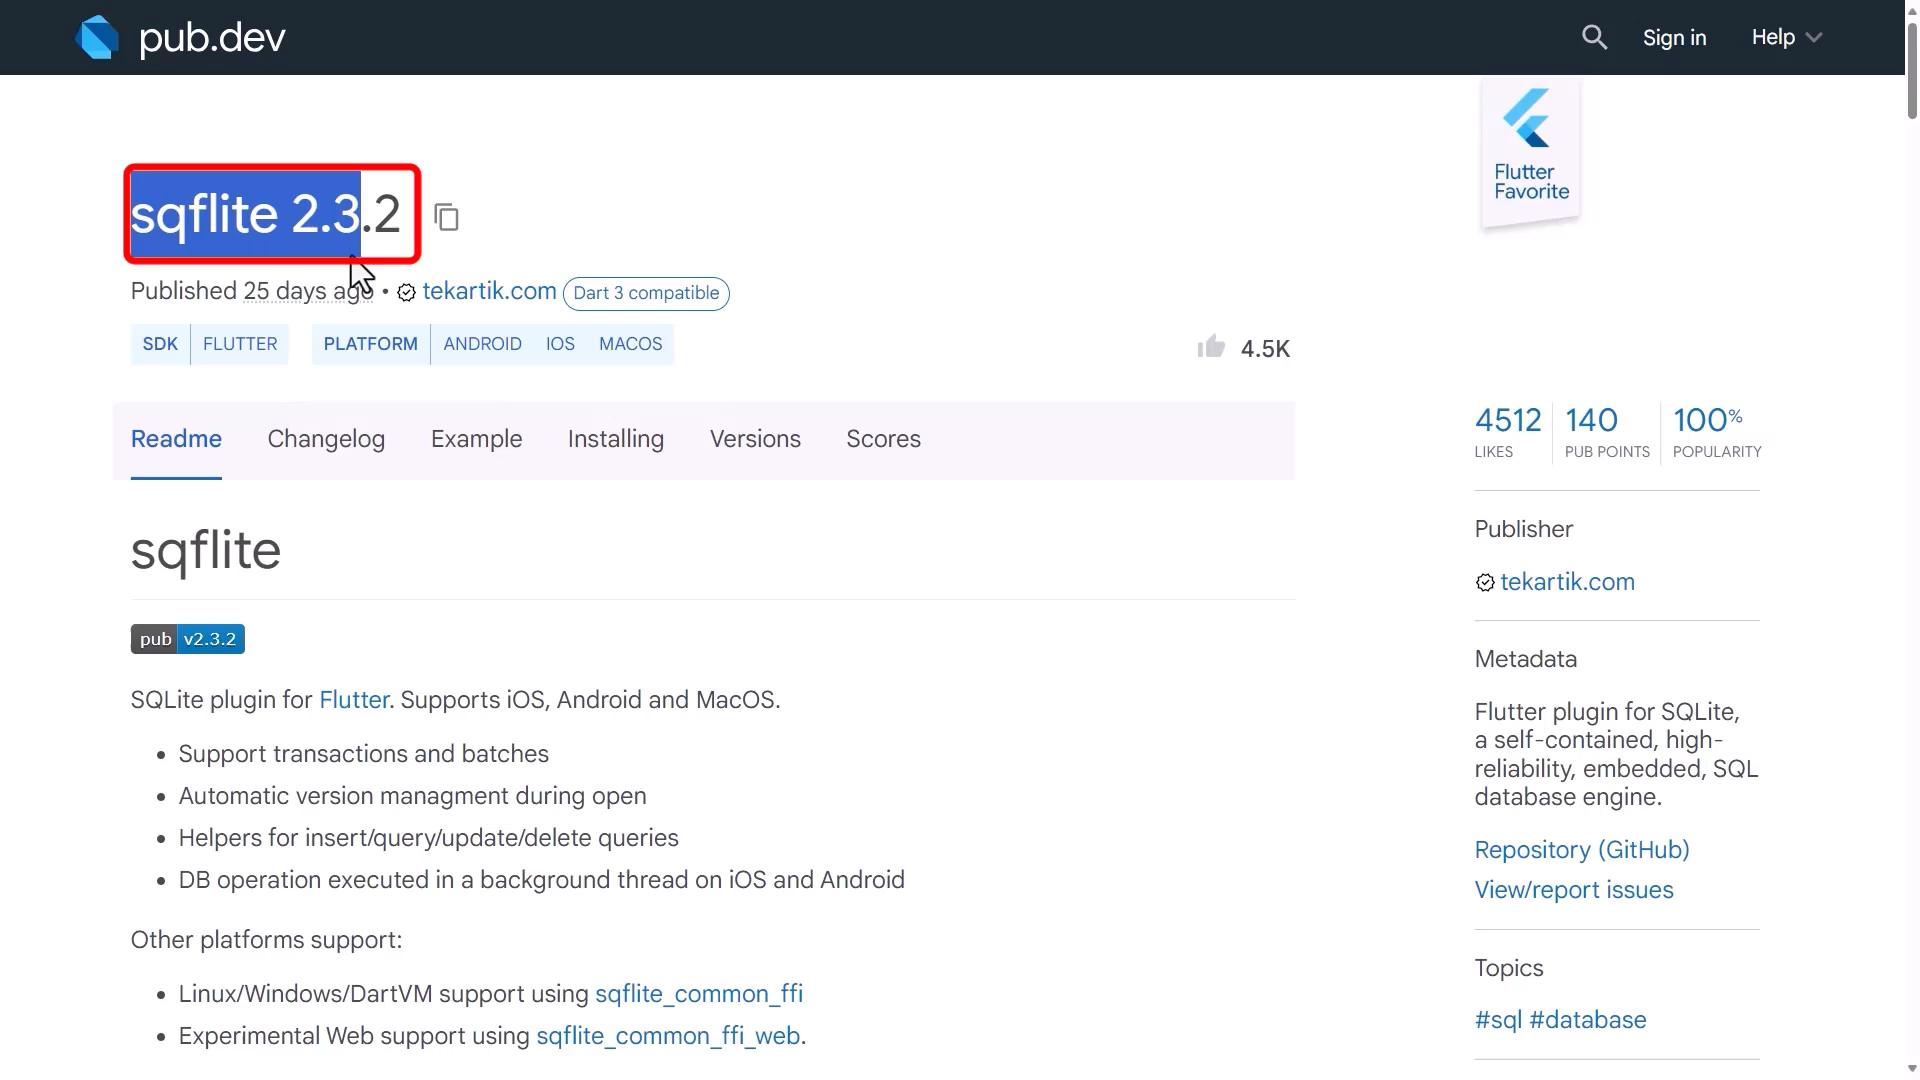 pub.dev
Sign in
Help
Flutter
Favorite
sqflite 2.3.2
Published 25 days ago • tekartik.com Dart 3 compatible
SDK FLUTTER PLATFORM ANDROID IOS MACOS
4.5K
Readme Changelog Example Installing Versions Scores
sqflite
pub v2.3.2
SQLite plugin for Flutter. Supports iOS, Android and MacOS.
• Support transactions and batches
• Automatic version managment during open
• Helpers for insert/query/update/delete queries
• DB operation executed in a background thread on iOS and Android
Other platforms support:
• Linux/Windows/DartVM support using sqflite_common_ffi
• Experimental Web support using sqflite_common_ffi_web.
4512 140 100%
LIKES PUB POINTS POPULARITY
Publisher
tekartik.com
Metadata
Flutter plugin for SQLite,
a self-contained, high-
reliability, embedded, SQL
database engine.
Repository (GitHub)
View/report issues
Topics
#sql #database